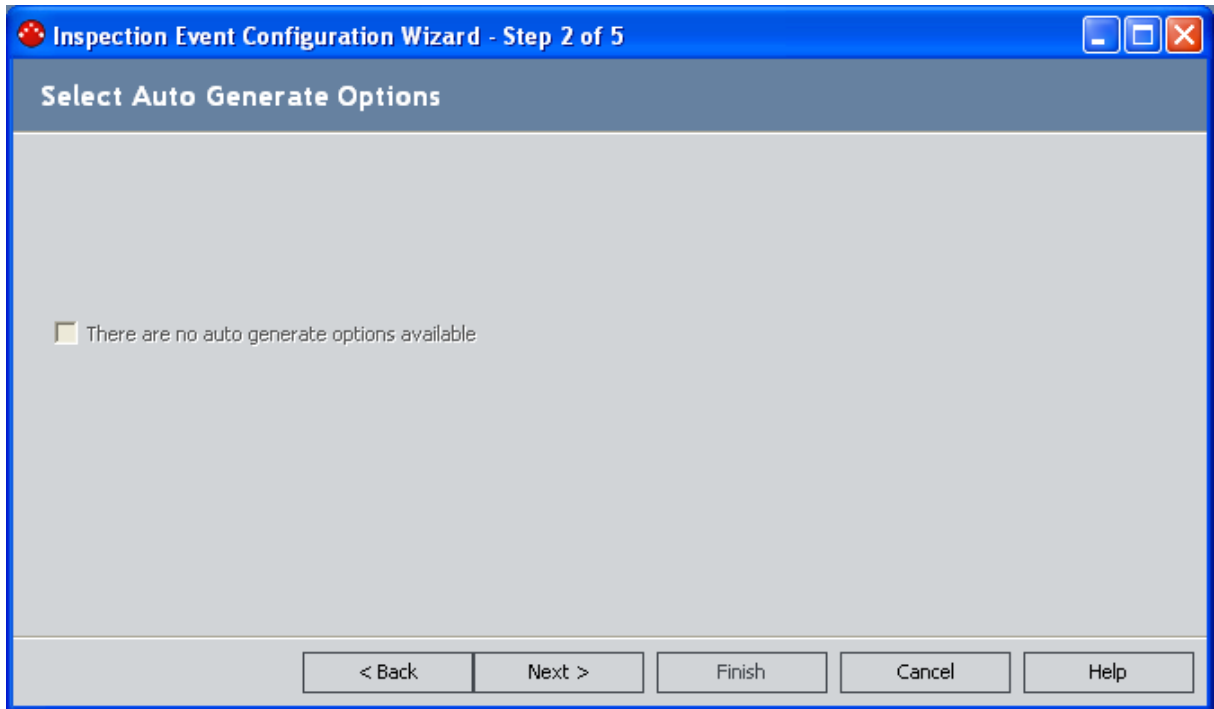 Inspection Event Configuration Wizard - Step 2 of 5
Select Auto Generate Options
There are no auto generate options available
< Back Next > Finish Cancel Help